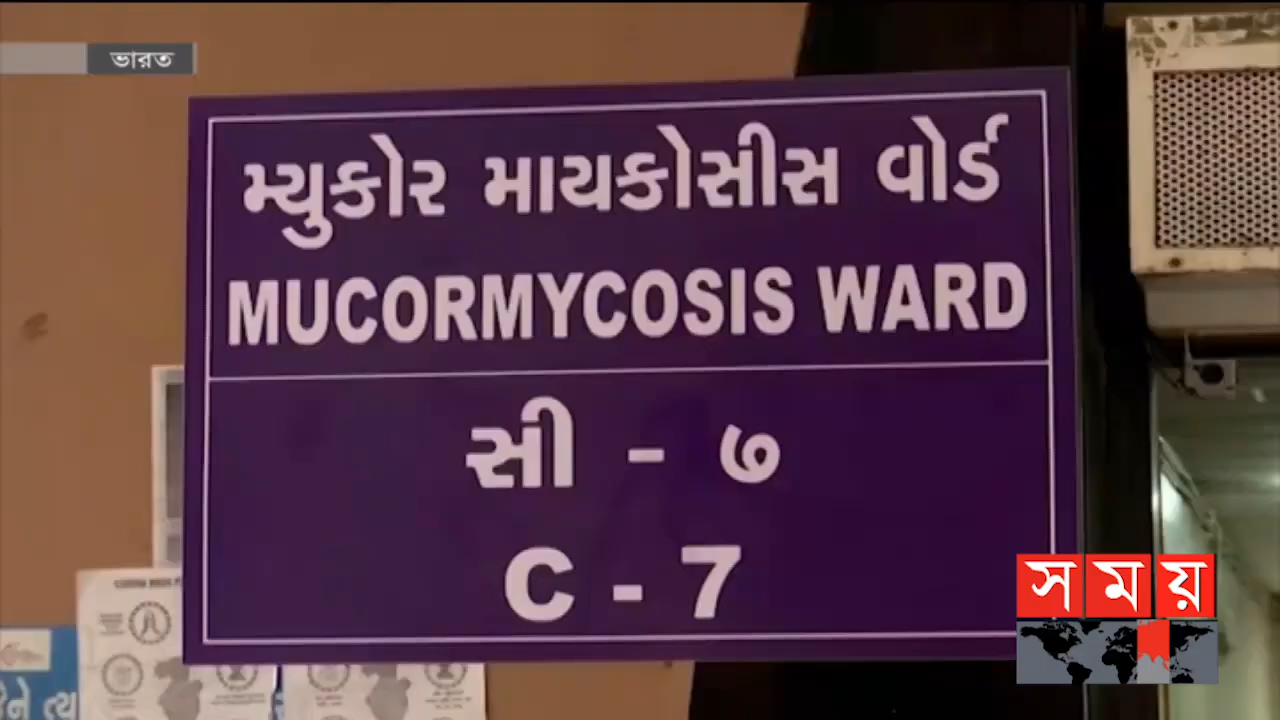 ভারত
મ્યુકોર માયકોસીસ વોર્ડ
MUCORMYCOSIS WARD
સી - ૭
C - 7
সময়